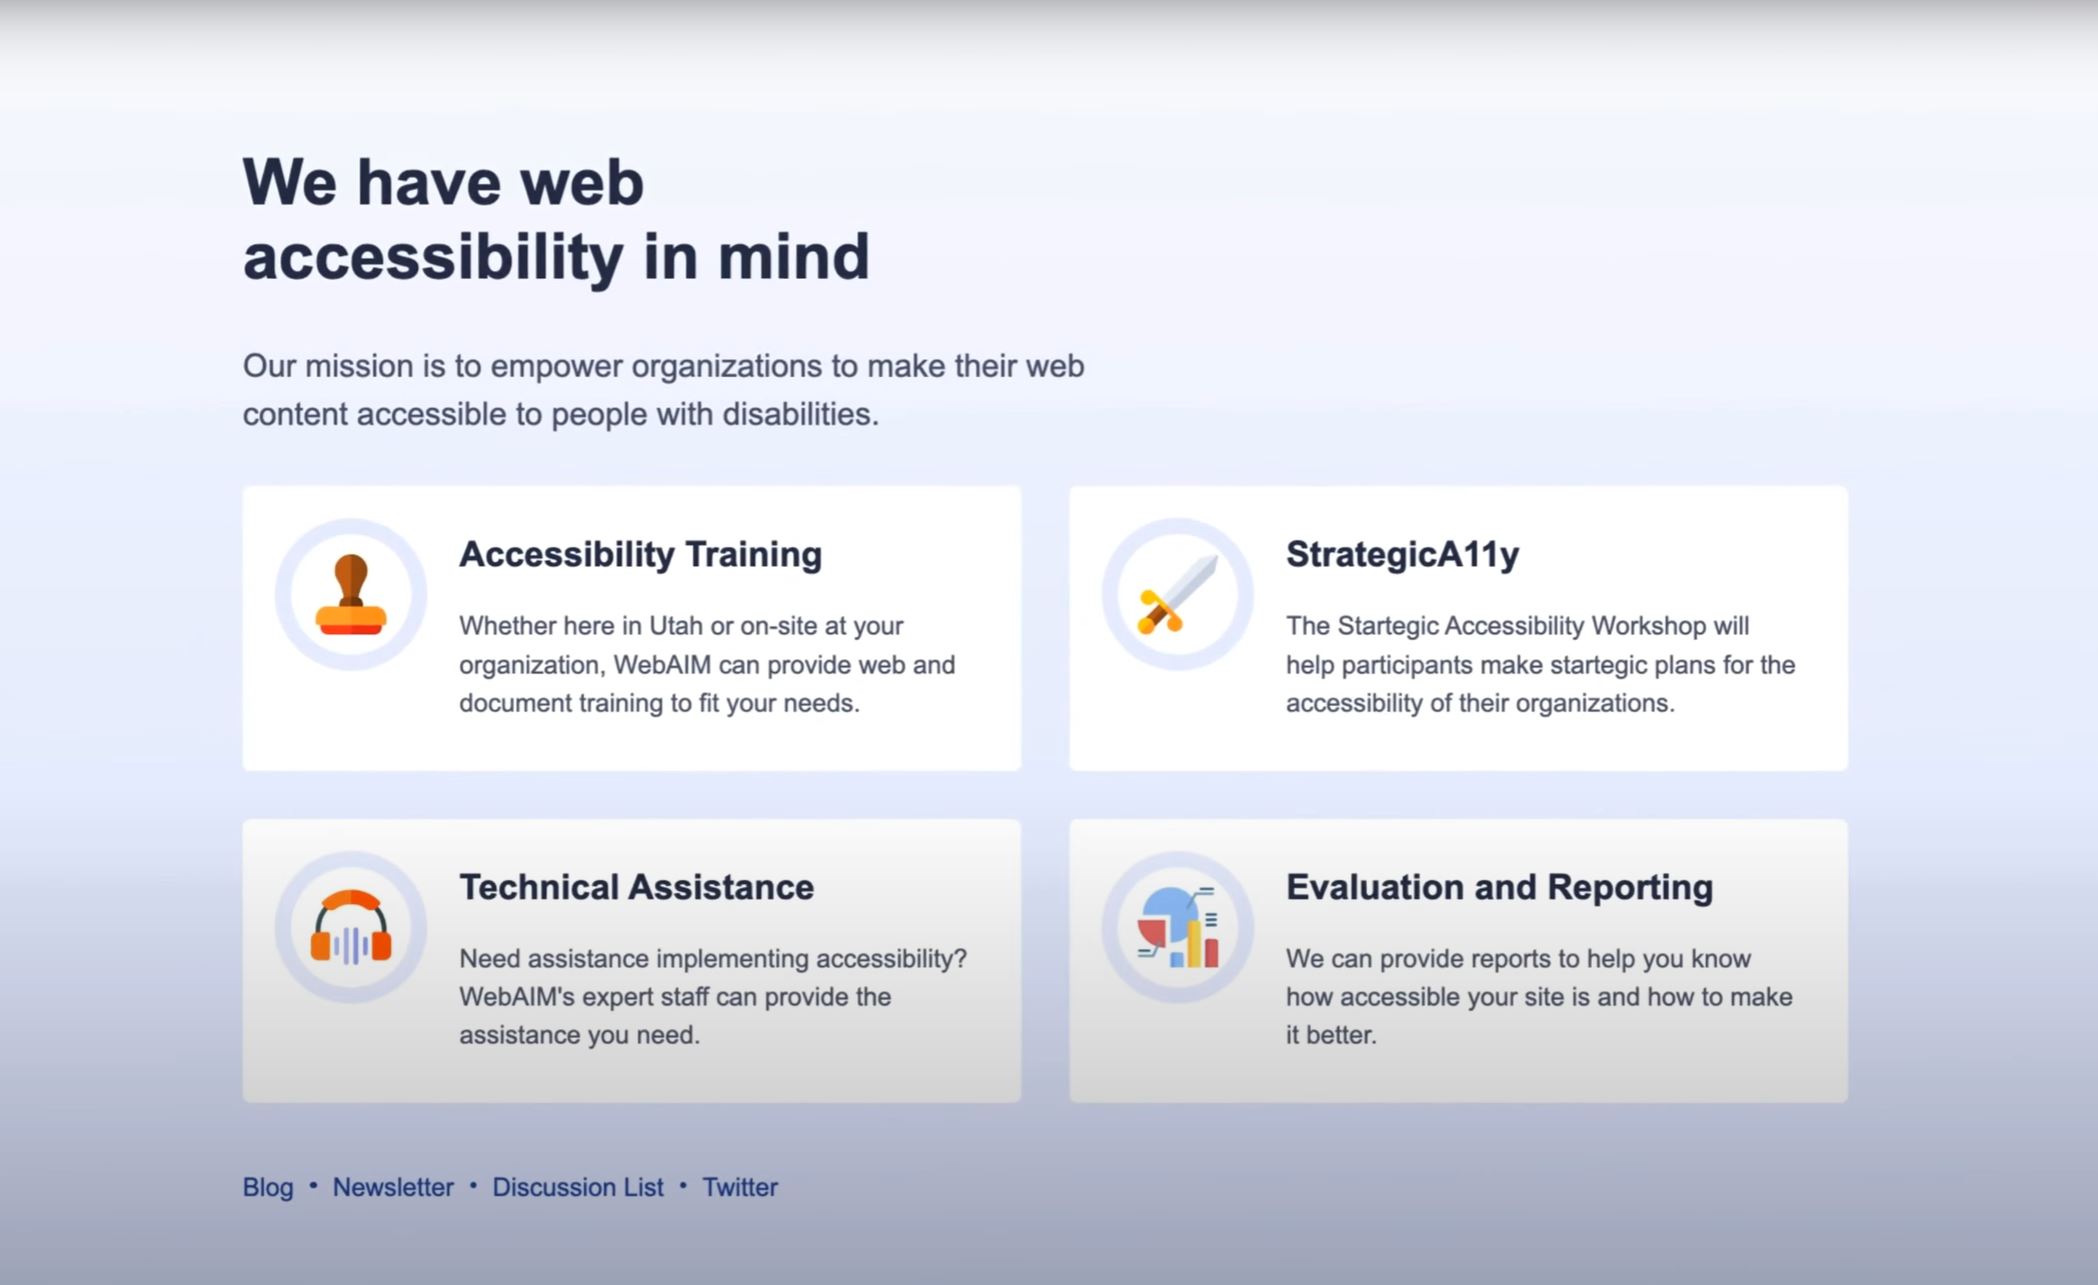 We have web
accessibility in mind
Our mission is to empower organizations to make their web
content accessible to people with disabilities.
Accessibility Training
Whether here in Utah or on-site at your
organization, WebAIM can provide web and
document training to fit your needs.
StrategicA11y
The Startegic Accessibility Workshop will
help participants make startegic plans for the
accessibility of their organizations.
Technical Assistance
Need assistance implementing accessibility?
WebAIM's expert staff can provide the
assistance you need.
Evaluation and Reporting
We can provide reports to help you know
how accessible your site is and how to make
it better.
Blog • Newsletter • Discussion List • Twitter